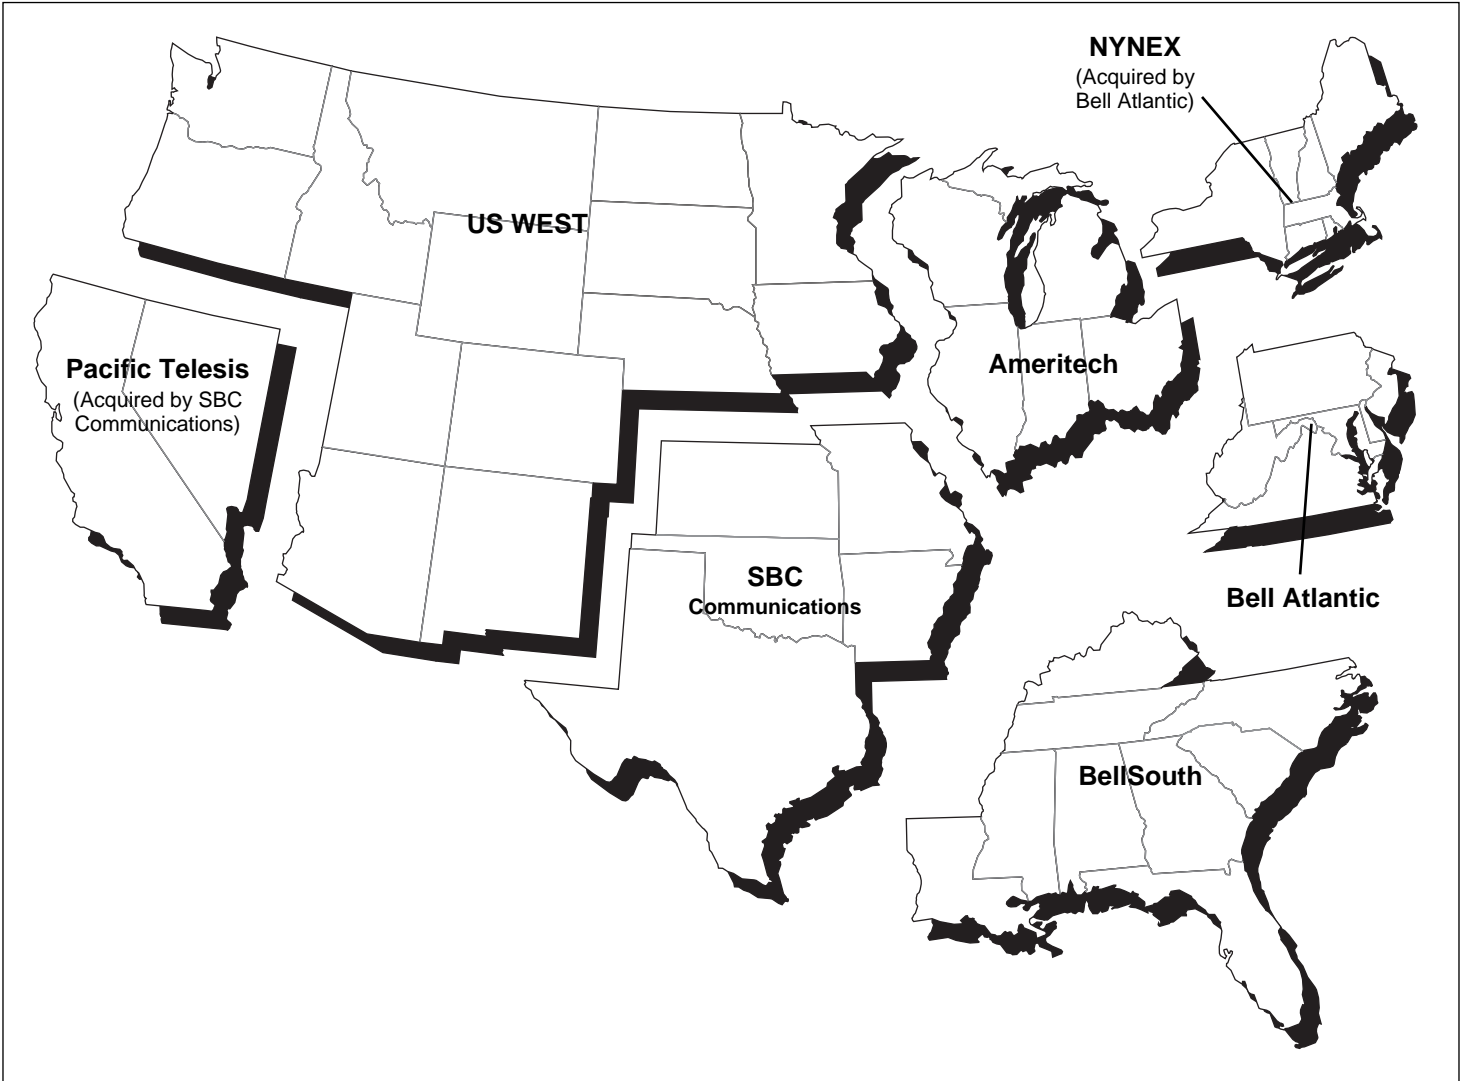 NYNEX
(Acquired by
Bell Atlantic)
US WEST
Pacific Telesis
(Acquired by SBC
Communications)
Ameritech
SBC
Communications
Bell Atlantic
BellSouth